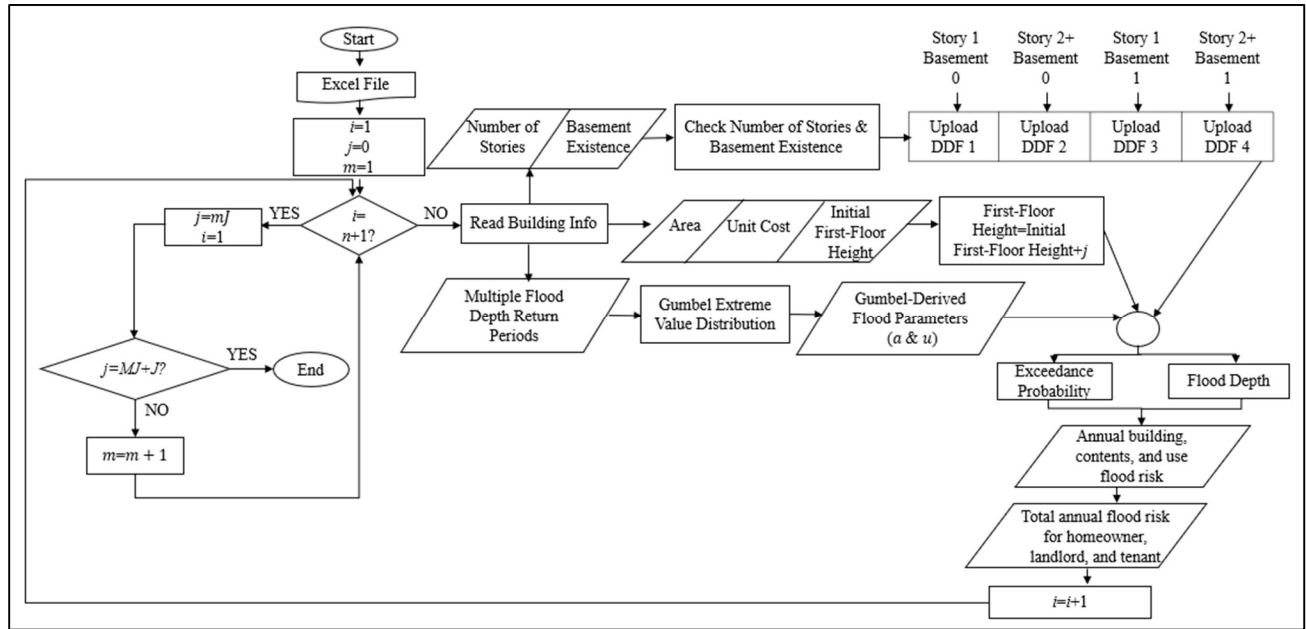 Start
Excel File
i=1
j=0
m=1
i=
n+1?
YES
NO
j=mJ
i=1
j=MJ+J?
YES
End
NO
m=m + 1
Read Building Info
Number of
Stories
Basement
Existence
Check Number of Stories &
Basement Existence
Story 1
Basement
0
Story 2+
Basement
0
Story 1
Basement
1
Story 2+
Basement
1
Upload
DDF 1
Upload
DDF 2
Upload
DDF 3
Upload
DDF 4
Area
Unit Cost
Initial
First-Floor
Height
First-Floor
Height=Initial
First-Floor Height+j
Multiple Flood
Depth Return
Periods
Gumbel Extreme
Value Distribution
Gumbel-Derived
Flood Parameters
(a & u)
Exceedance
Probability
Flood Depth
Annual building,
contents, and use
flood risk
Total annual flood risk
for homeowner,
landlord, and tenant
i=i+1